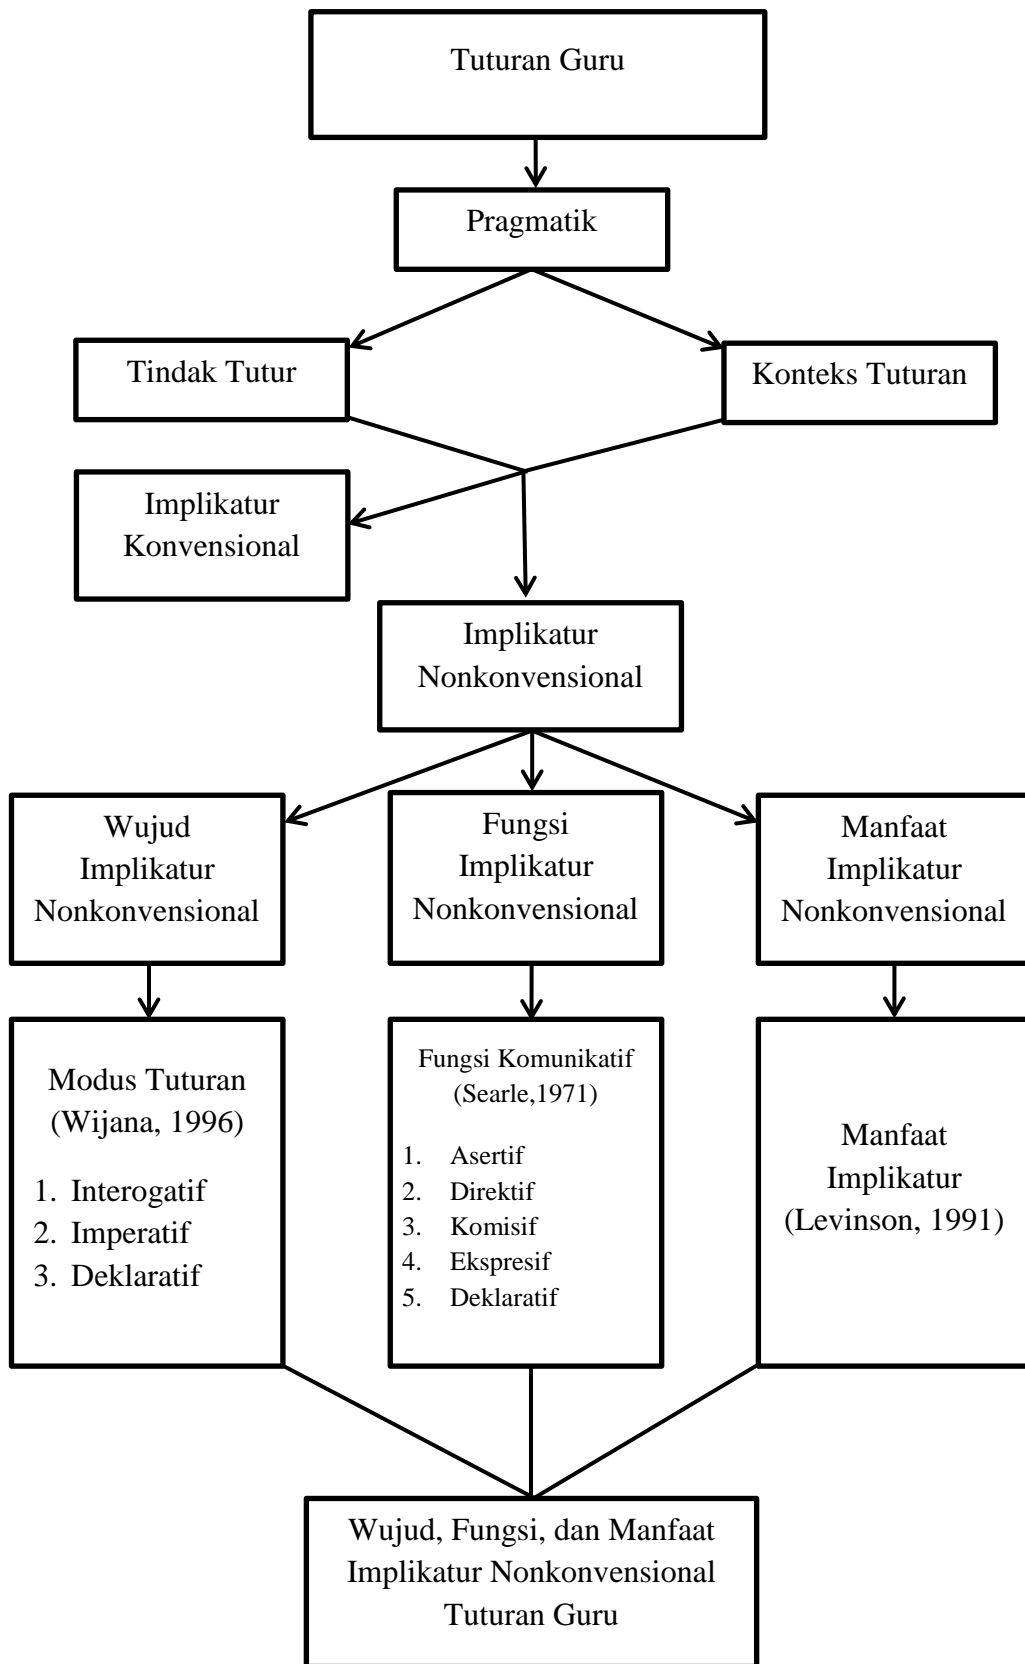 Tuturan Guru
Pragmatik
Tindak Tutur
Konteks Tuturan
Implikatur
Konvensional
Implikatur
Nonkonvensional
Wujud
Implikatur
Nonkonvensional
Fungsi
Implikatur
Nonkonvensional
Manfaat
Implikatur
Nonkonvensional
Modus Tuturan
(Wijana, 1996)
1. Interogatif
2. Imperatif
3. Deklaratif
Fungsi Komunikatif
(Searle,1971)
1. Asertif
2. Direktif
3. Komisif
4. Ekspresif
5. Deklaratif
Manfaat
Implikatur
(Levinson, 1991)
Wujud, Fungsi, dan Manfaat
Implikatur Nonkonvensional
Tuturan Guru